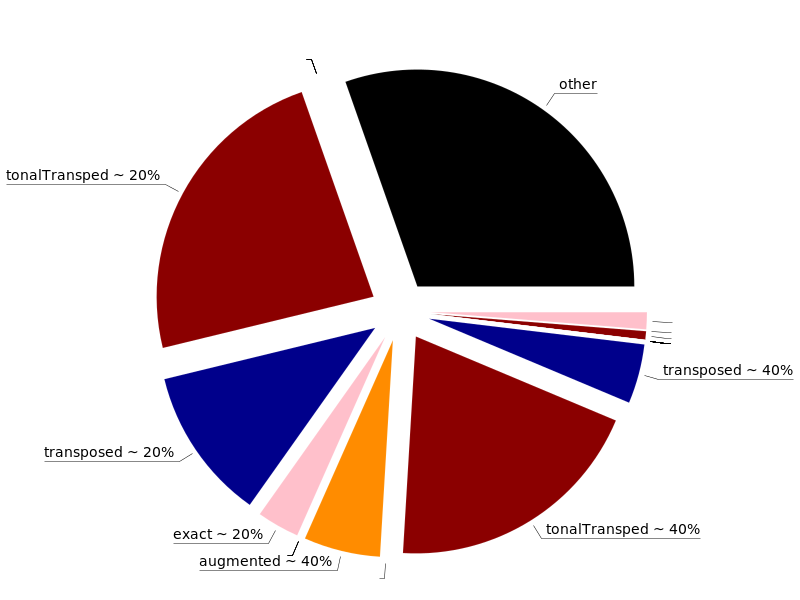 other
tonalTransped ~ 20%
transposed ~ 40%
transposed ~ 20%
tonalTransped ~ 40%
exact ~ 20%
augmented ~ 40%